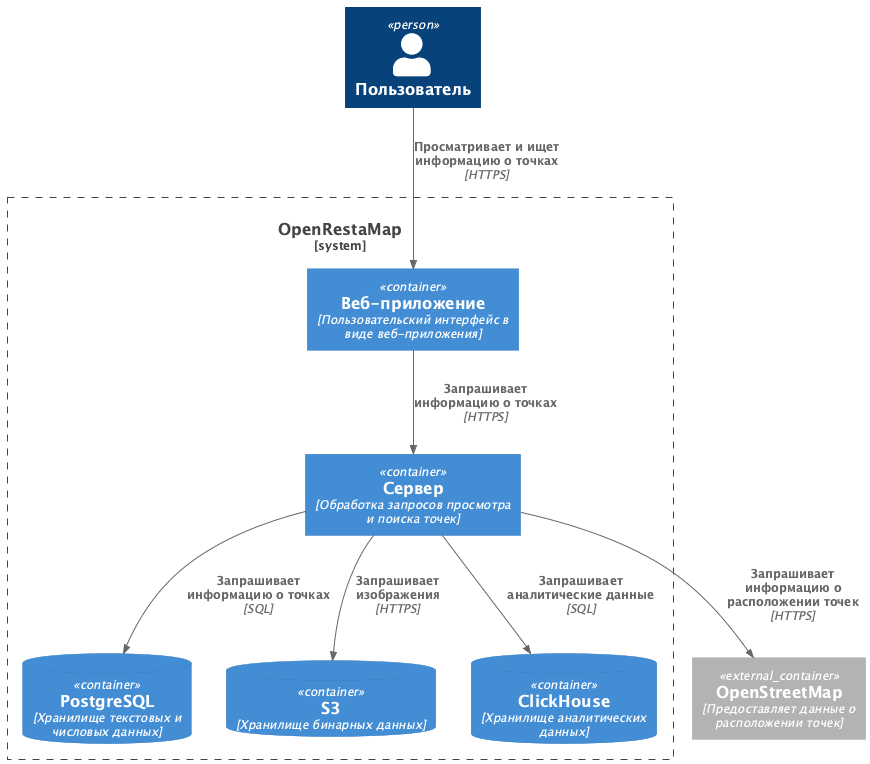 «person»
Пользователь
Просматривает и ищет
информацию о точках
[HTTPS]
OpenRestaMap
[system]
«container»
Веб-приложение
[Пользовательский интерфейс в
виде веб-приложения]
Запрашивает
информацию о точках
[HTTPS]
«container»
Сервер
[Обработка запросов просмотра
и поиска точек]
Запрашивает
информацию о точках
[SQL]
Запрашивает
изображения
[HTTPS]
Запрашивает
аналитические данные
[SQL]
Запрашивает
информацию о
расположении точек
[HTTPS]
«container»
PostgreSQL
[Хранилище текстовых и
числовых данных]
«container»
S3
[Хранилище бинарных данных]
«container»
ClickHouse
[Хранилище аналитических
данных]
«external_container»
OpenStreetMap
[Предоставляет данные о
расположении точек]